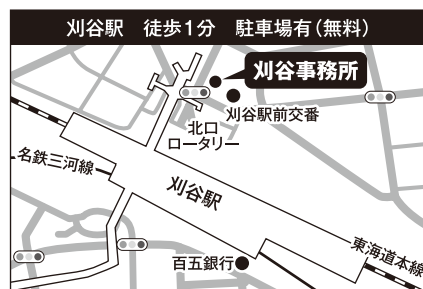 刈谷駅 徒歩1分 駐車場有(無料)
刈谷事務所
刈谷駅前交番
北口
ロータリー
名鉄三河線
刈谷駅
東海道本線
百五銀行